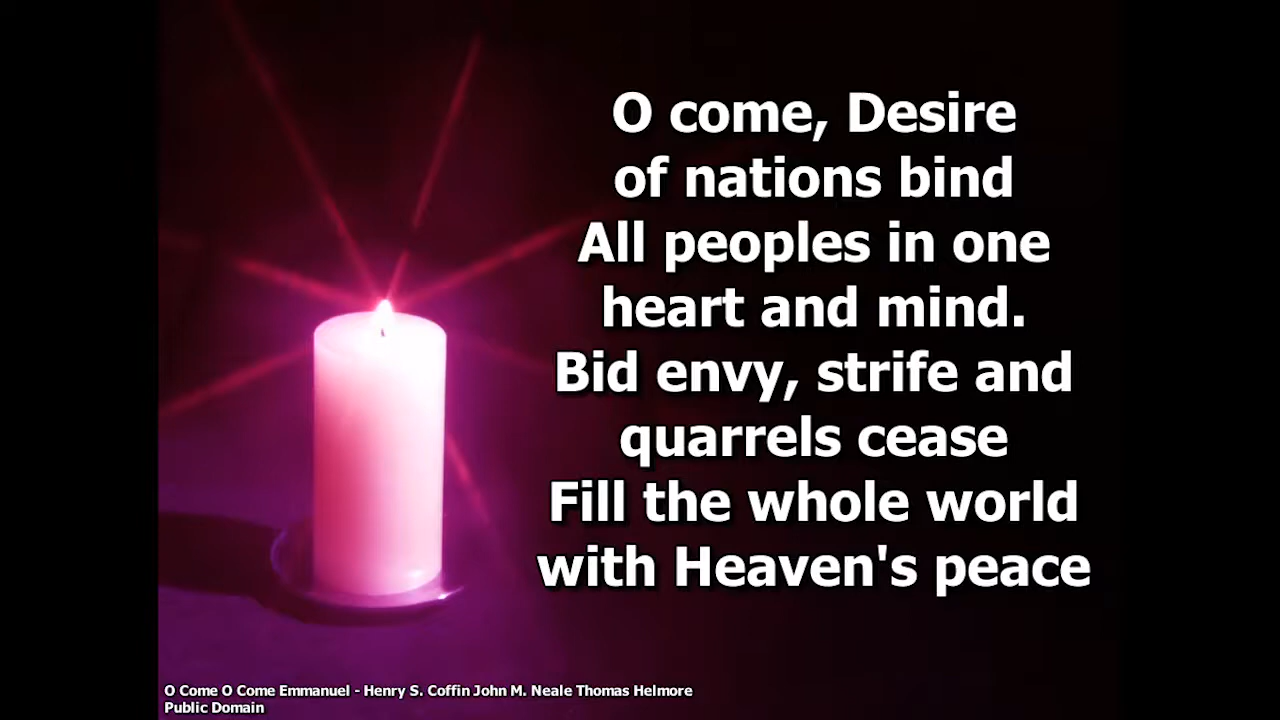 O come, Desire
of nations bind
All peoples in one
heart and mind.
Bid envy, strife and
quarrels cease
Fill the whole world
with Heaven's peace
O Come O Come Emmanuel - Henry S. Coffin John M. Neale Thomas Helmore
Public Domain